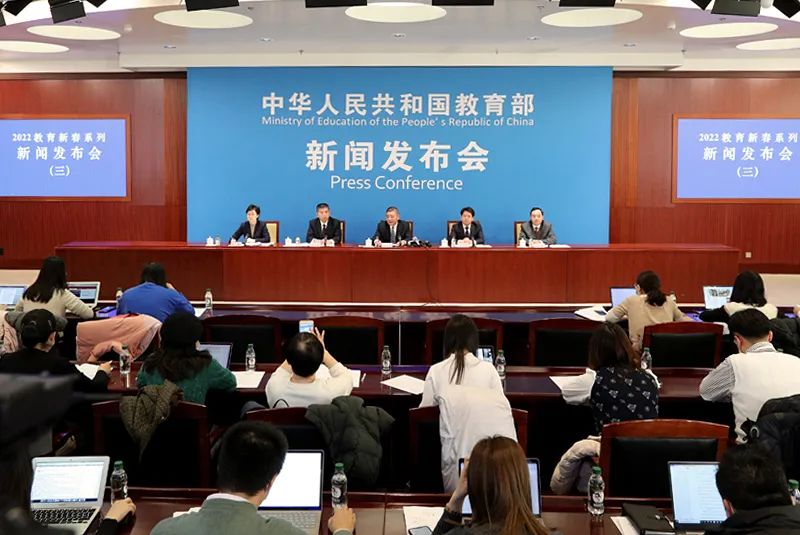 中华人民共和国教育部
Ministry of Education of the People's Republic of China
新闻发布会
Press Conference
2022教育新春系列
新闻发布会
（三）
2022教育新春系列
新闻发布会
（三）